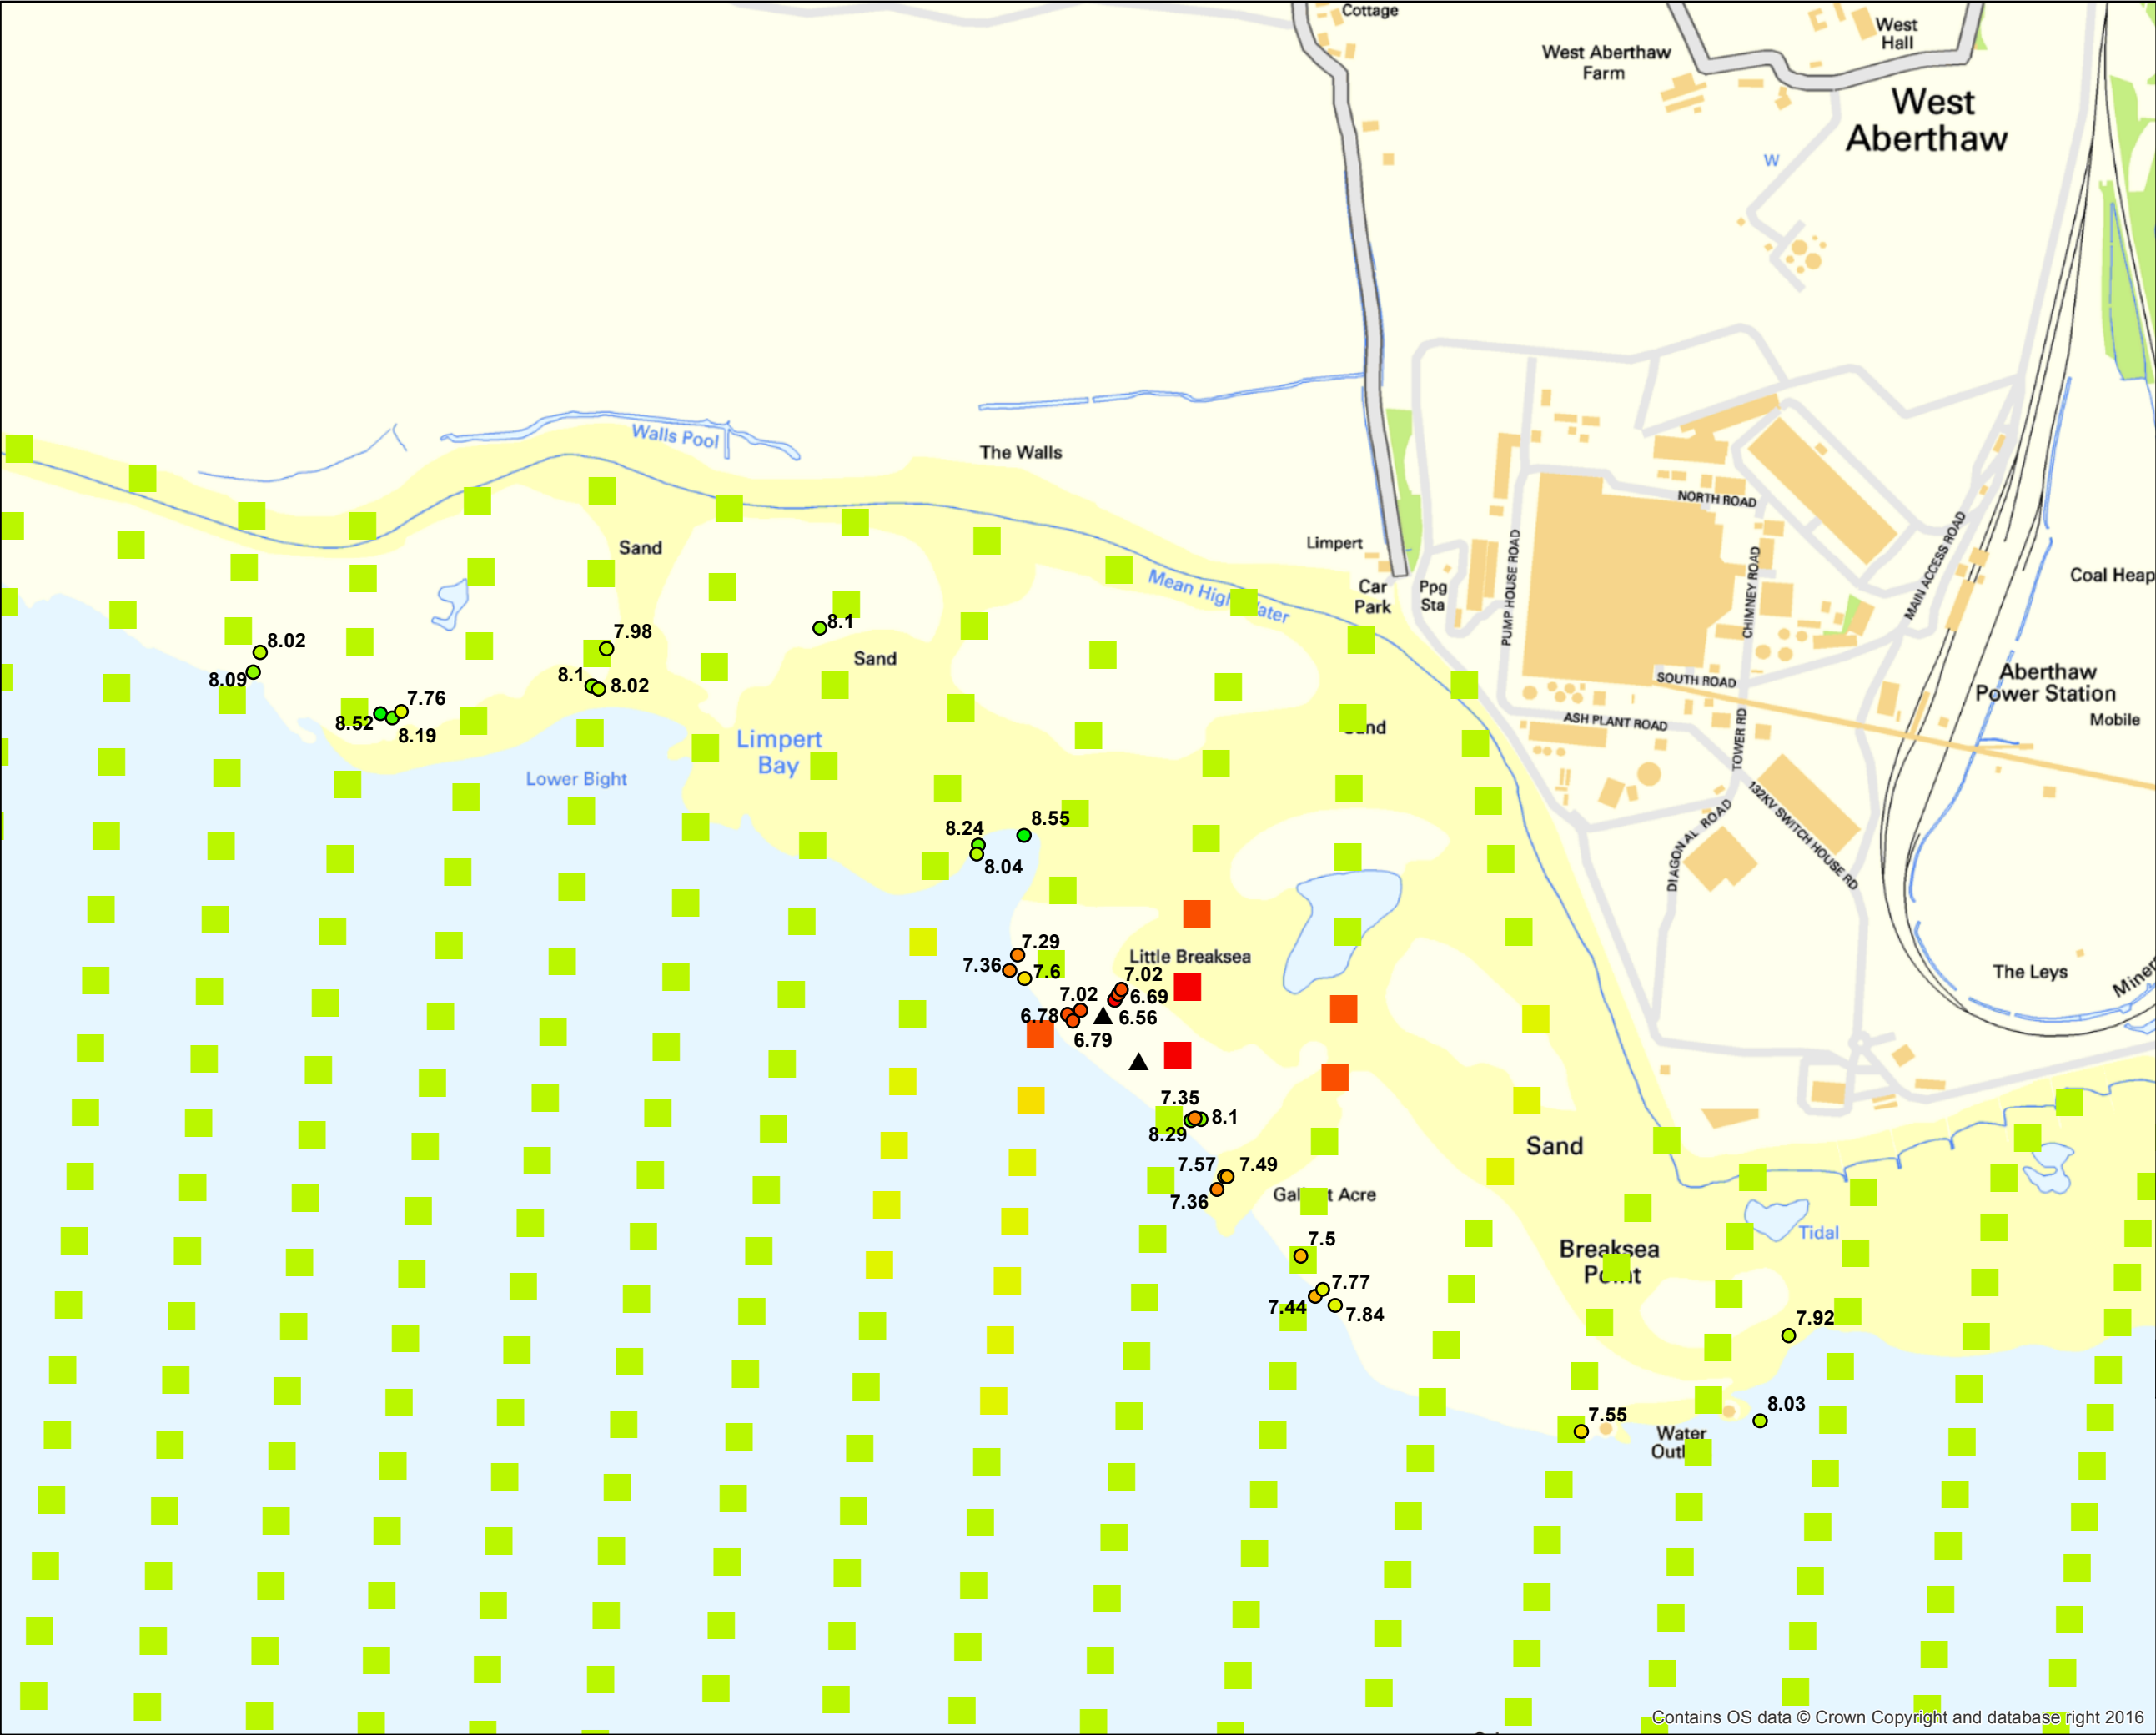 Cottage
West Aberthaw
Farm
West
Hall
West
Aberthaw
W
Walls Pool
The Walls
NORTH ROAD
Sand
Limpert
Mean High Water
Car
Park
Ppg
Sta
PUMP HOUSE ROAD
CHIMNEY ROAD
MAIN ACCESS ROAD
Coal Heap
8.1
7.98
8.02
Sand
8.1
8.02
8.09
SOUTH ROAD
Aberthaw
Power Station
7.76
8.52
8.19
ASH PLANT ROAD
TOWER RD
Mobile
Sand
Limpert
Bay
Lower Bight
132KV SWITCH HOUSE RD
DIAGONAL ROAD
8.55
8.24
8.04
7.29
7.36
7.6
Little Breaksea
7.02
7.02
6.69
6.78
6.56
6.79
The Leys
7.35
8.1
8.29
Sand
7.57
7.49
7.36
7.5
Breaksea
Point
Tidal
7.77
7.44
7.84
7.92
7.55
8.03
Water
Contains OS data © Crown Copyright and database right 2016